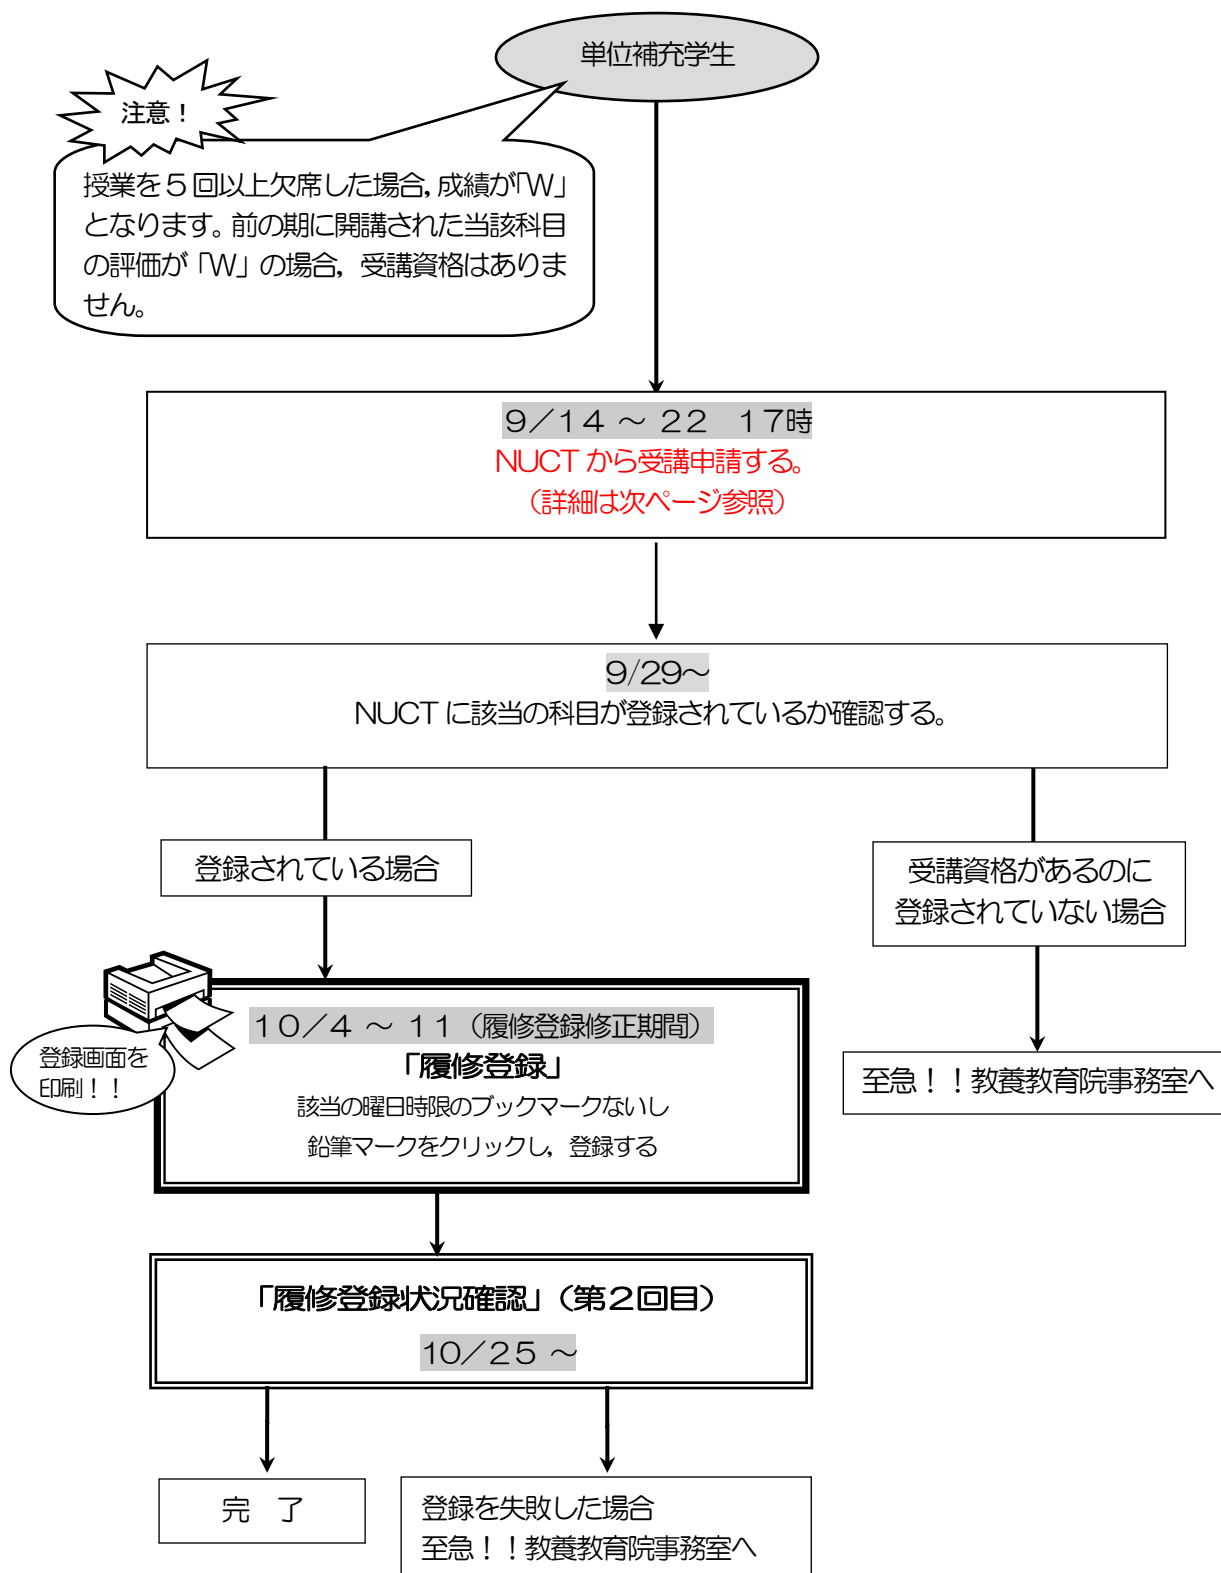 単位補充学生
注意！
授業を５回以上欠席した場合,成績が「W」
となります。前の期に開講された当該科目
の評価が「W」の場合，受講資格はありま
せん。
９／１４ ～ ２２　１７時
NUCT から受講申請する。
（詳細は次ページ参照）
9/29～
NUCT に該当の科目が登録されているか確認する。
登録されている場合
受講資格があるのに
登録されていない場合
１０／４ ～ １１（履修登録修正期間）
「履修登録」
該当の曜日時限のブックマークないし
鉛筆マークをクリックし，登録する
登録画面を
印刷！！
至急！！教養教育院事務室へ
「履修登録状況確認」（第２回目）
10／２５ ～
完　了
登録を失敗した場合
至急！！教養教育院事務室へ